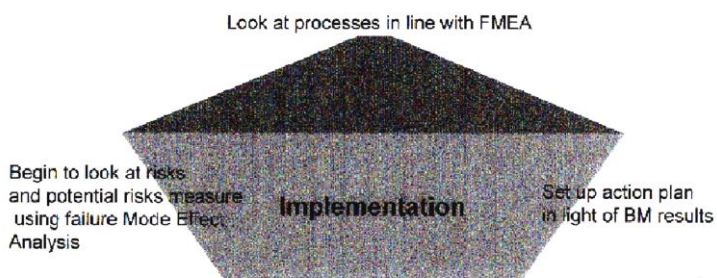 Look at processes in line with FMEA
Begin to look at risks
and potential risks measure
using failure Mode Effect
Analysis
Implementation
Set up action plan
in light of BM results